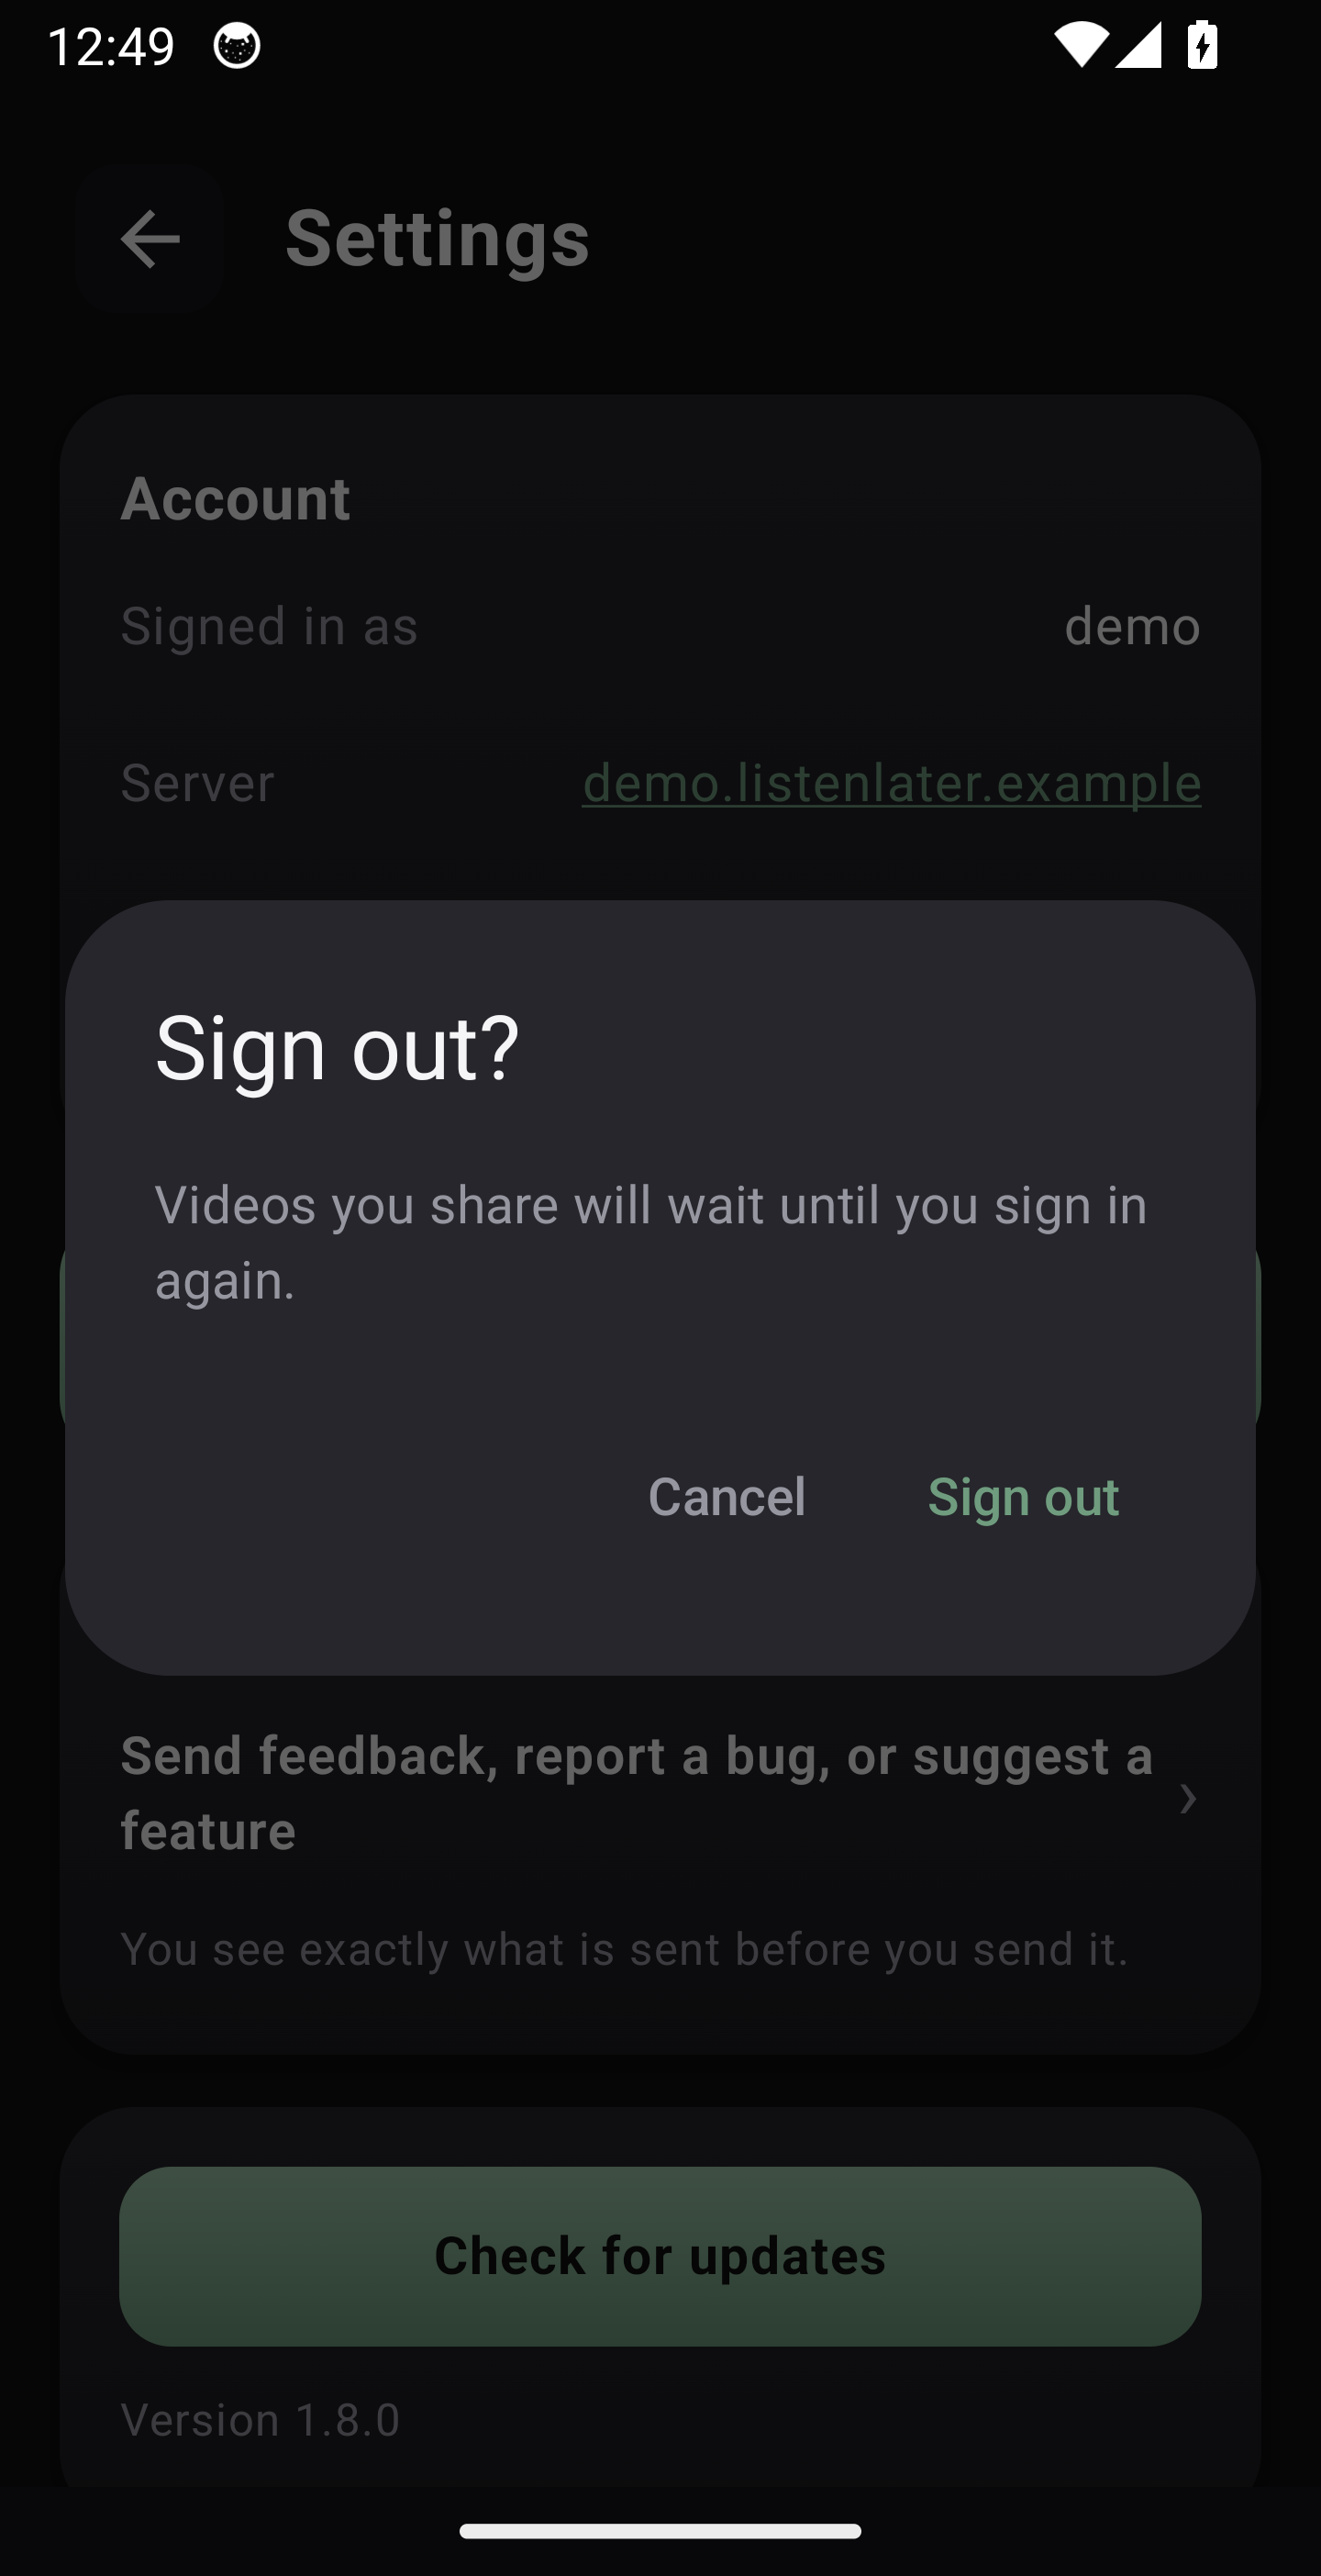 12:49
Settings
Account
Signed in as demo
Server demo.listenlater.example
Sign out?
Videos you share will wait until you sign in
again.
Cancel Sign out
Send feedback, report a bug, or suggest a
feature ›
You see exactly what is sent before you send it.
Check for updates
Version 1.8.0